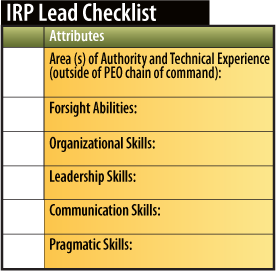 IRP Lead Checklist
Attributes
Area (s) of Authority and Technical Experience
(outside of PEO chain of command):
Forsight Abilities:
Organizational Skills:
Leadership Skills:
Communication Skills:
Pragmatic Skills: